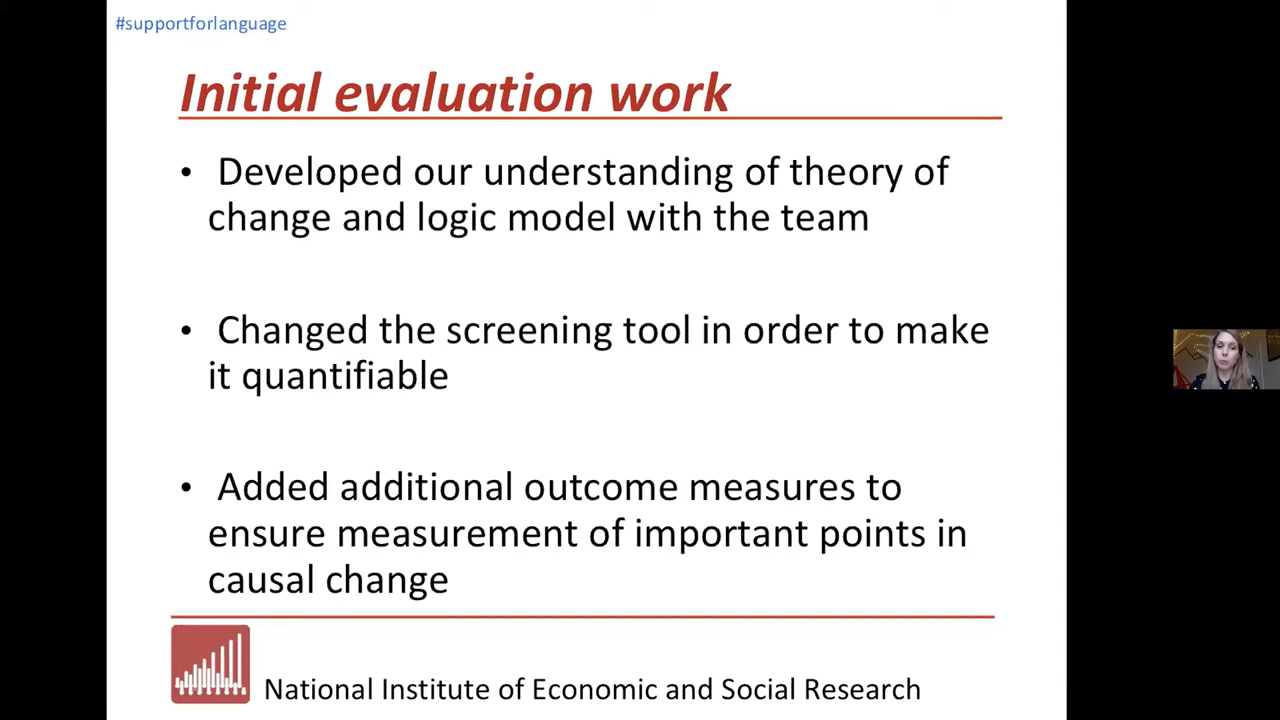 #supportforlanguage
Initial evaluation work
• Developed our understanding of theory of
change and logic model with the team
• Changed the screening tool in order to make
it quantifiable
• Added additional outcome measures to
ensure measurement of important points in
causal change
National Institute of Economic and Social Research